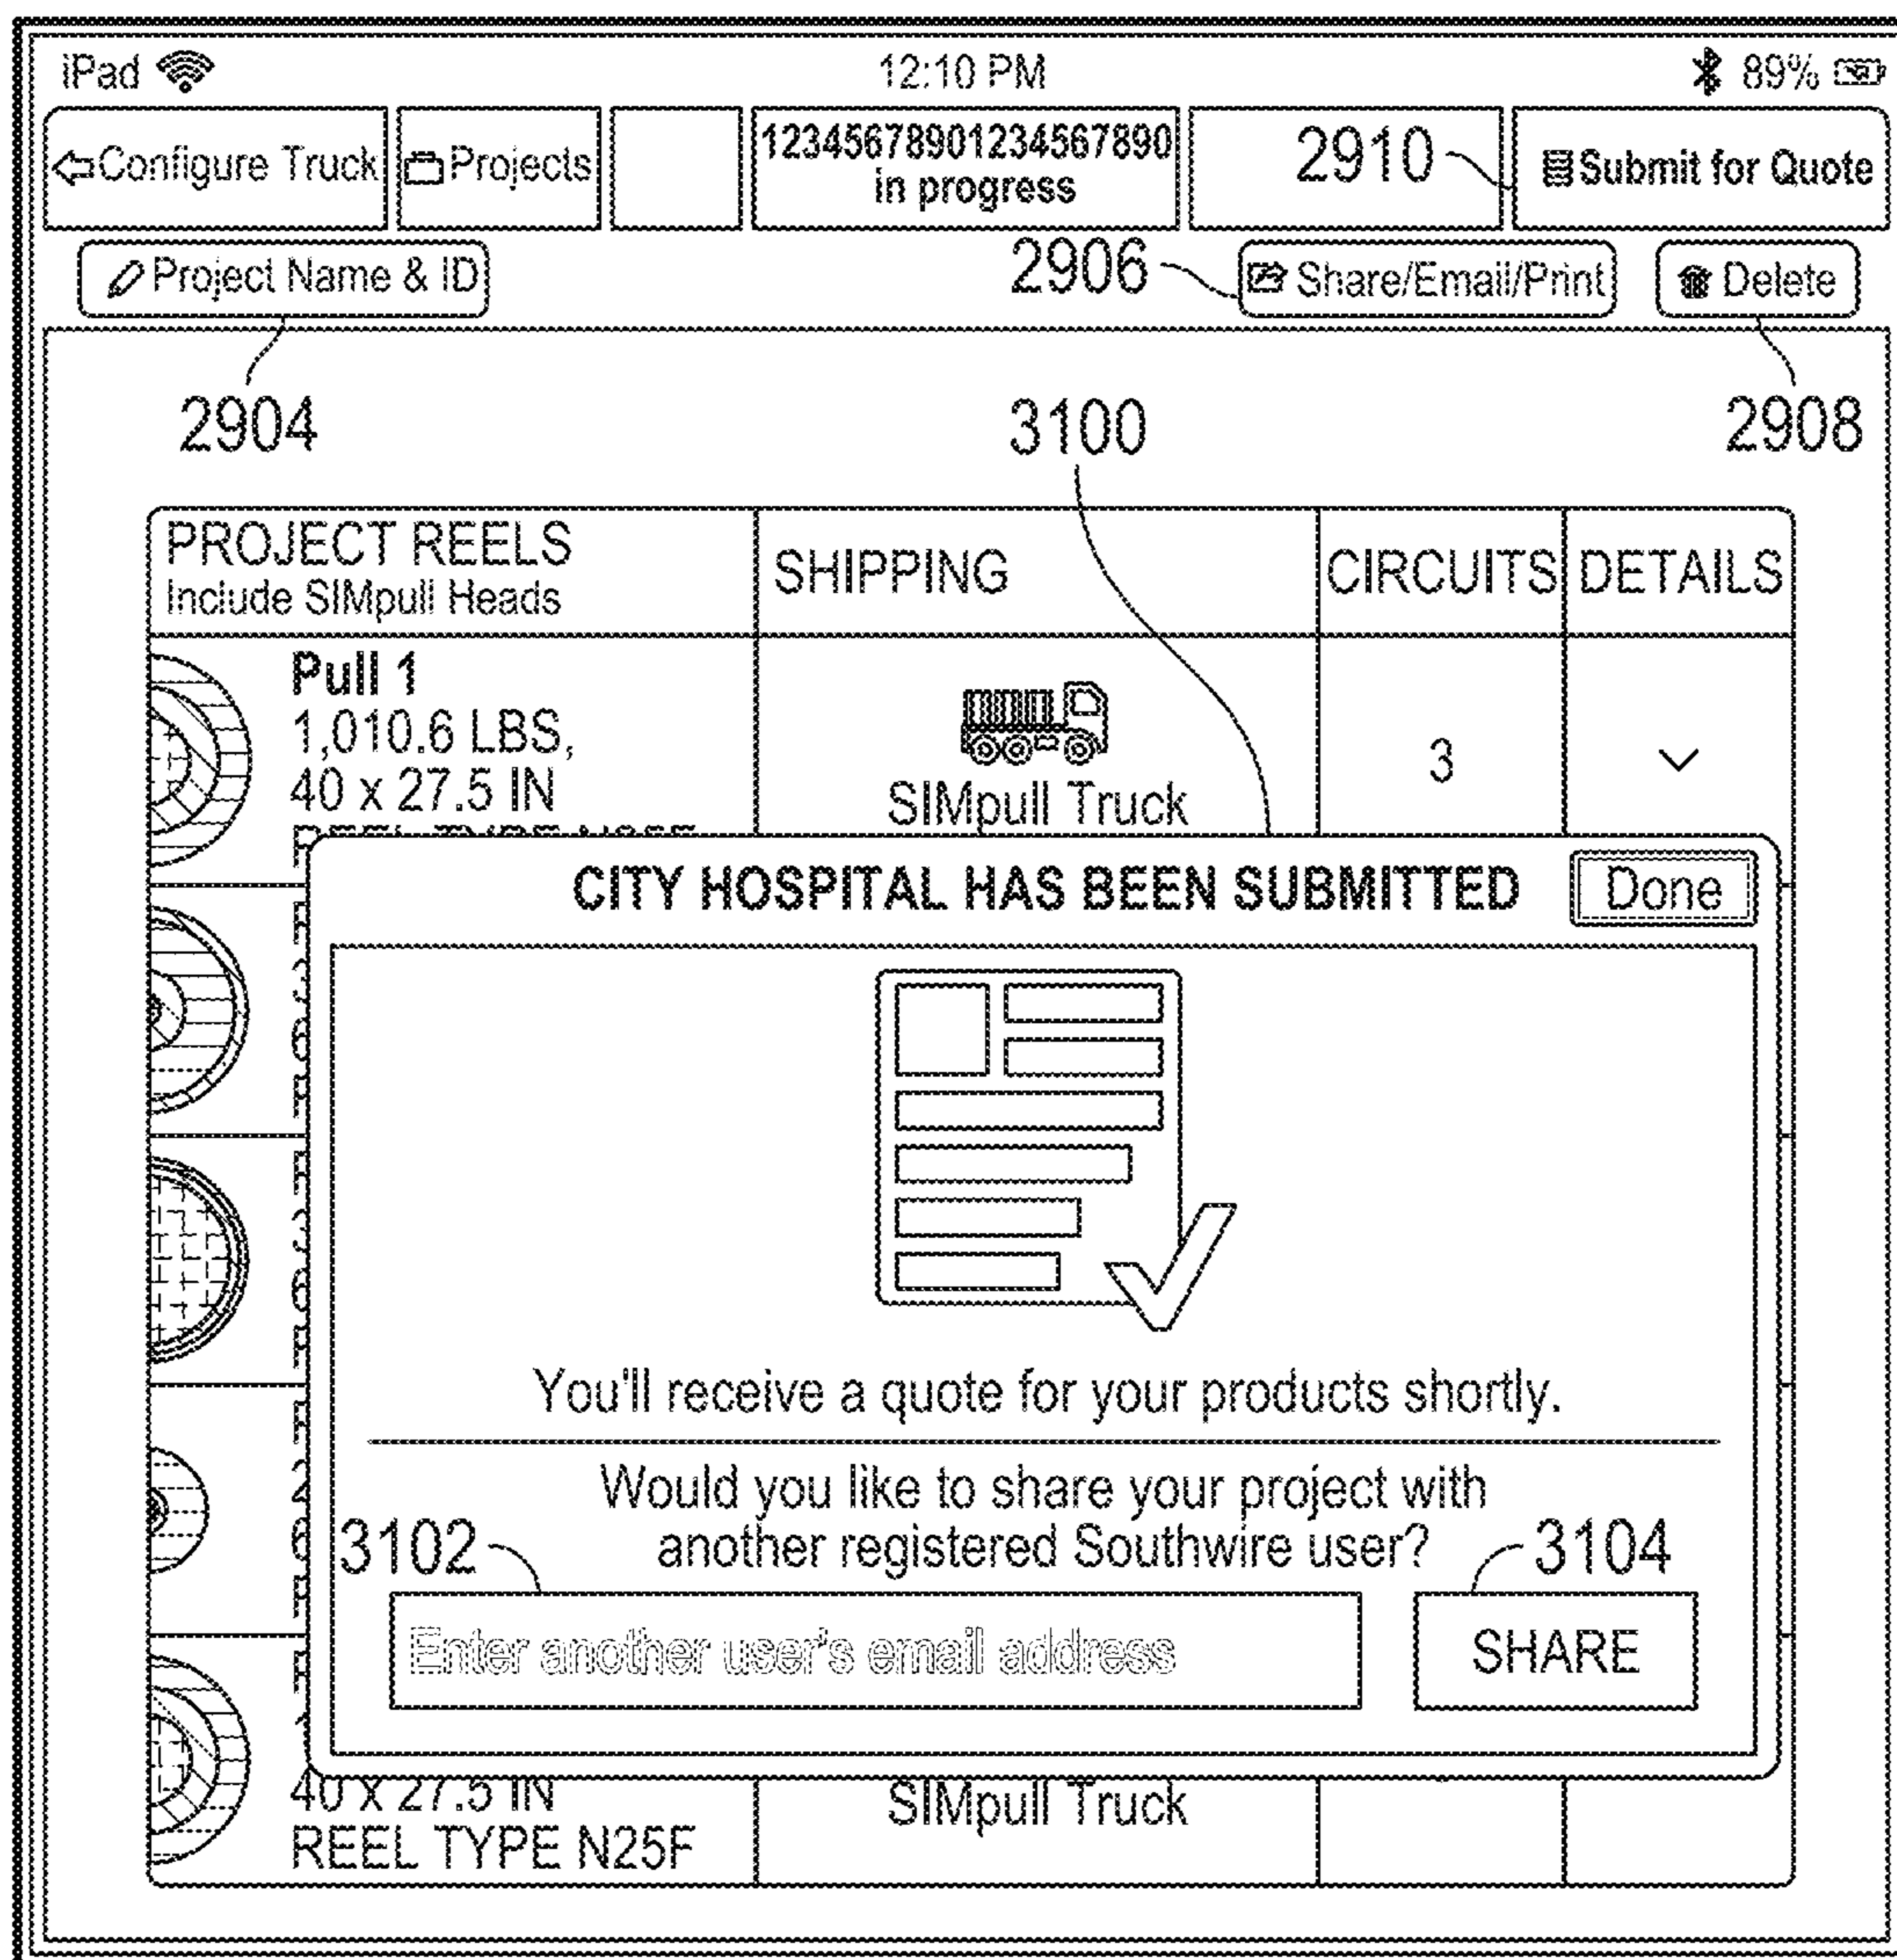 iPad 12:10 PM 89%
Configure Truck Projects 12345678901234567890 2910 Submit for Quote
in progress
Project Name & ID 2906 Share/Email/Print Delete
2904 3100 2908
PROJECT REELS SHIPPING CIRCUITS DETAILS
Include SIMpull Heads
Pull 1
1,010.6 LBS,
40 x 27.5 IN 3
SIMpull Truck
CITY HOSPITAL HAS BEEN SUBMITTED Done
You'll receive a quote for your products shortly.
Would you like to share your project with
another registered Southwire user?
3102 3104
Enter another user's email address SHARE
40 x 27.5 IN SIMpull Truck
REEL TYPE N25F